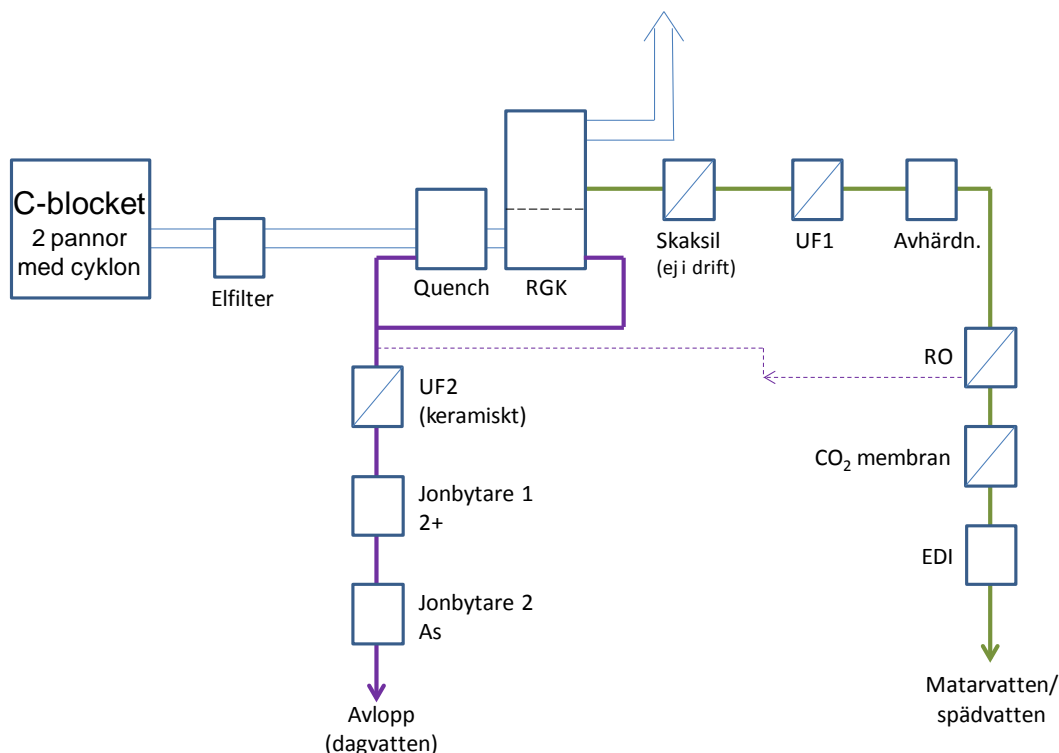 C-blocket
2 pannor
med cyklon
Elfilter
Quench
RGK
Skaksil
(ej i drift)
UF1
Avhärdn.
RO
CO₂ membran
EDI
Matarvatten/
spädvatten
UF2
(keramiskt)
Jonbytare 1
2+
Jonbytare 2
As
Avlopp
(dagvatten)